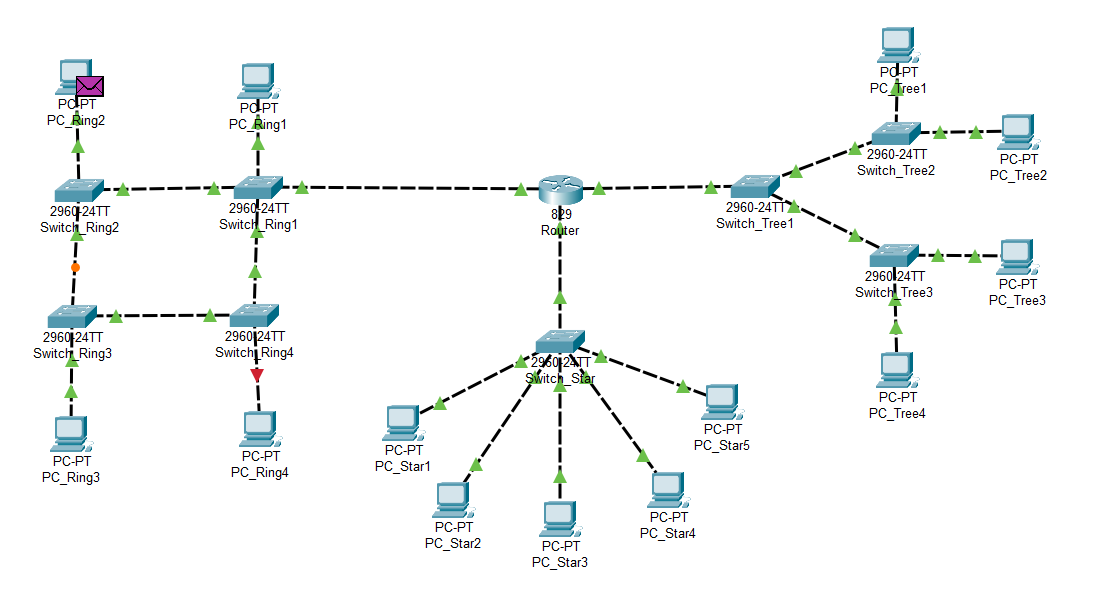 PC-PT
PC_Ring2
PC-PT
PC_Ring1
PC-PT
PC_Tree1
2960-24TT
Switch_Tree2
PC-PT
PC_Tree2
2960-24TT
Switch_Ring2
2960-24TT
Switch_Ring1
829
Router
2960-24TT
Switch_Tree1
2960-24TT
Switch_Tree3
PC-PT
PC_Tree3
2960-24TT
Switch_Ring3
2960-24TT
Switch_Ring4
2960-24TT
Switch_Star
PC-PT
PC_Tree4
PC-PT
PC_Ring3
PC-PT
PC_Ring4
PC-PT
PC_Star1
PC-PT
PC_Star5
PC-PT
PC_Star2
PC-PT
PC_Star3
PC-PT
PC_Star4